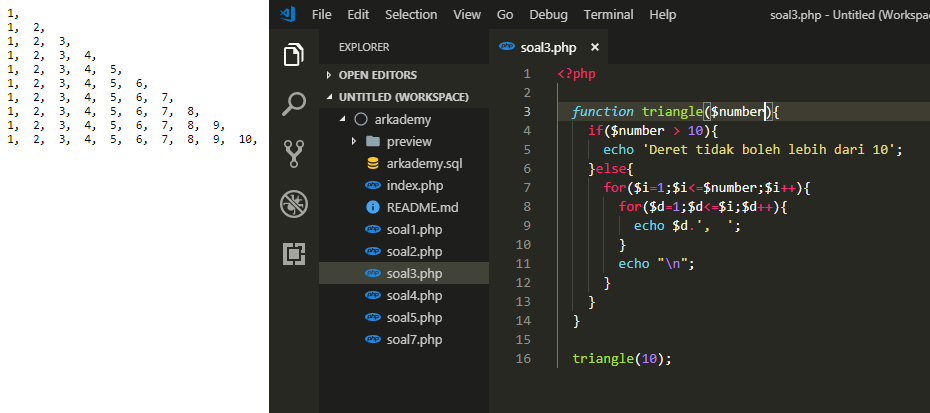 1,
1, 2,
1, 2, 3,
1, 2, 3, 4,
1, 2, 3, 4, 5,
1, 2, 3, 4, 5, 6,
1, 2, 3, 4, 5, 6, 7,
1, 2, 3, 4, 5, 6, 7, 8,
1, 2, 3, 4, 5, 6, 7, 8, 9,
1, 2, 3, 4, 5, 6, 7, 8, 9, 10,
File Edit Selection View Go Debug Terminal Help soal3.php - Untitled (Workspac
EXPLORER
OPEN EDITORS
UNTITLED (WORKSPACE)
arkademy
preview
arkademy.sql
index.php
README.md
soal1.php
soal2.php
soal3.php
soal4.php
soal5.php
soal7.php
soal3.php ×
1 <?php
2
3 function triangle($number){
4 if($number > 10){
5 echo 'Deret tidak boleh lebih dari 10';
6 }else{
7 for($i=1;$i<=$number;$i++){
8 for($d=1;$d<=$i;$d++){
9 echo $d.',  ';
10 }
11 echo "\n";
12 }
13 }
14 }
15
16 triangle(10);